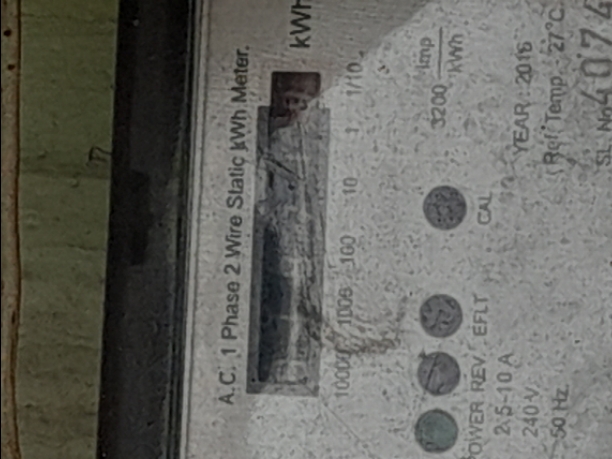 A.C. 1 Phase 2 Wire Static kWh Meter.
kWh
10000 1000 100 10 1 1/10
3200 Imp
kWh
POWER REV. EFLT CAL
2.5-10 A
240 V
50 Hz
YEAR : 2016
(Ref. Temp. : 27°C
SL. No. 4074